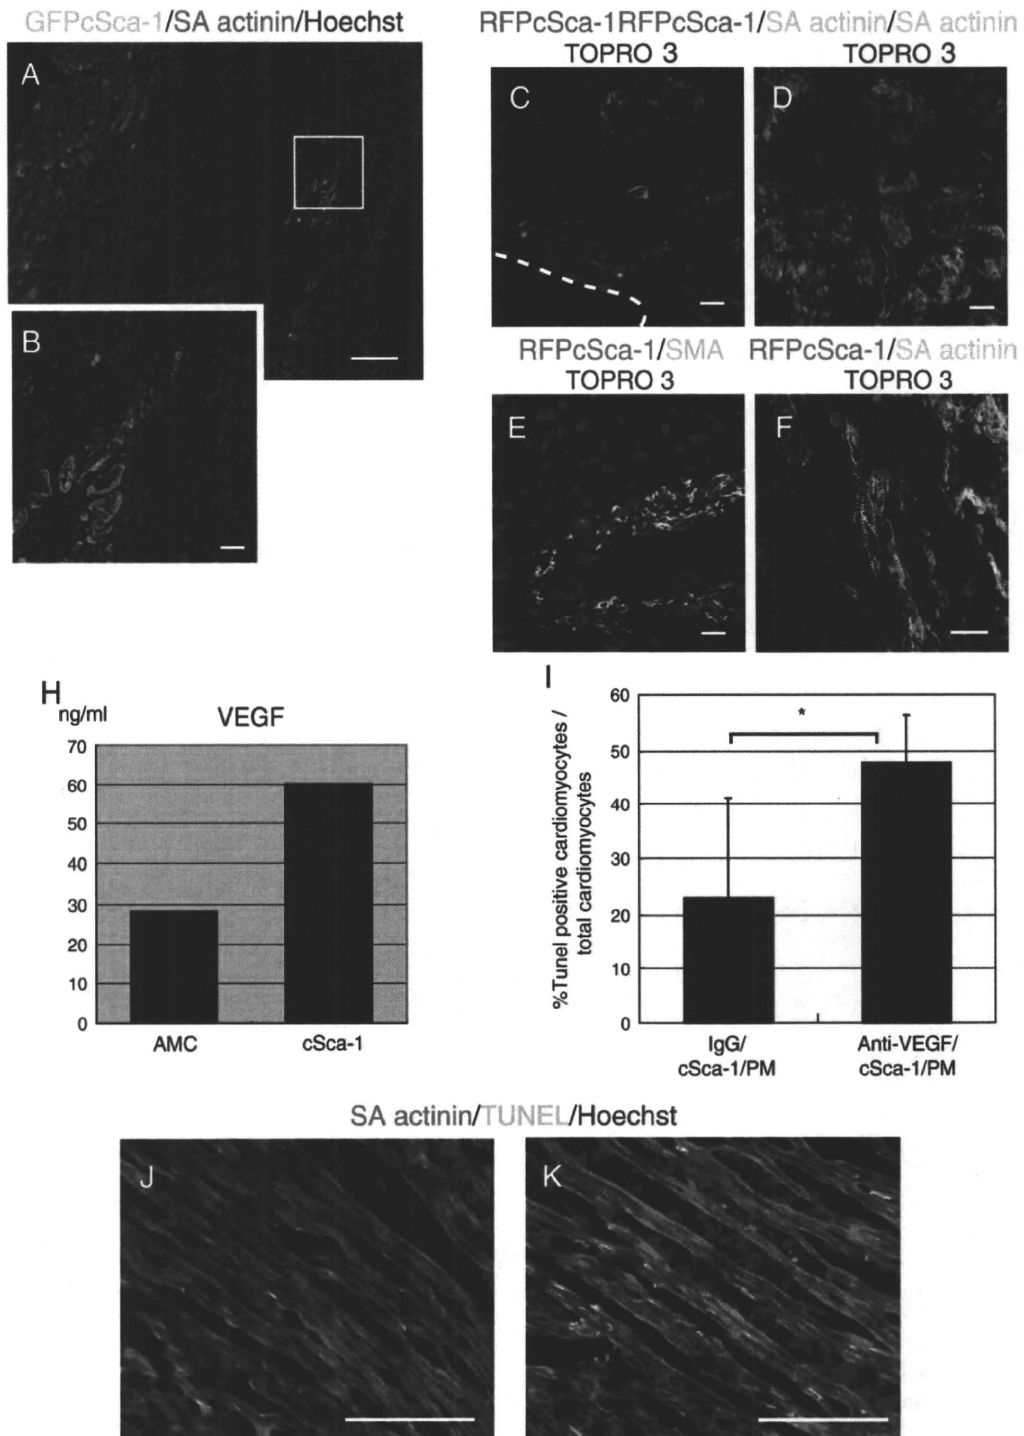 GFPcSca-1/SA actinin/Hoechst
A
B
RFPcSca-1RFPcSca-1/SA actinin/SA actinin
TOPRO 3 TOPRO 3
C
D
RFPcSca-1/SMA RFPcSca-1/SA actinin
TOPRO 3 TOPRO 3
E
F
H
ng/ml
VEGF
70
60
50
40
30
20
10
0
AMC cSca-1
I
%Tunel positive cardiomyocytes /
total cardiomyocytes
60
50
40
30
20
10
0
*
IgG/
cSca-1/PM
Anti-VEGF/
cSca-1/PM
SA actinin/TUNEL/Hoechst
J
K